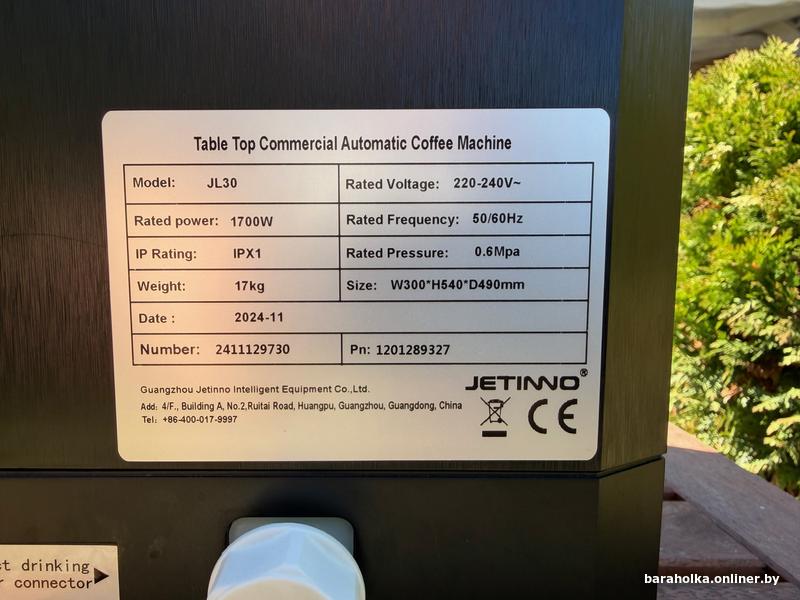 Table Top Commercial Automatic Coffee Machine
Model: JL30 Rated Voltage: 220-240V~
Rated power: 1700W Rated Frequency: 50/60Hz
IP Rating: IPX1 Rated Pressure: 0.6Mpa
Weight: 17kg Size: W300*H540*D490mm
Date : 2024-11
Number: 2411129730 Pn: 1201289327
Guangzhou Jetinno Intelligent Equipment Co.,Ltd.
JETINNO®
Add: 4/F., Building A, No.2,Ruitai Road, Huangpu, Guangzhou, Guangdong, China
Tel: +86-400-017-9997
CE
drinking
connector
baraholka.onliner.by